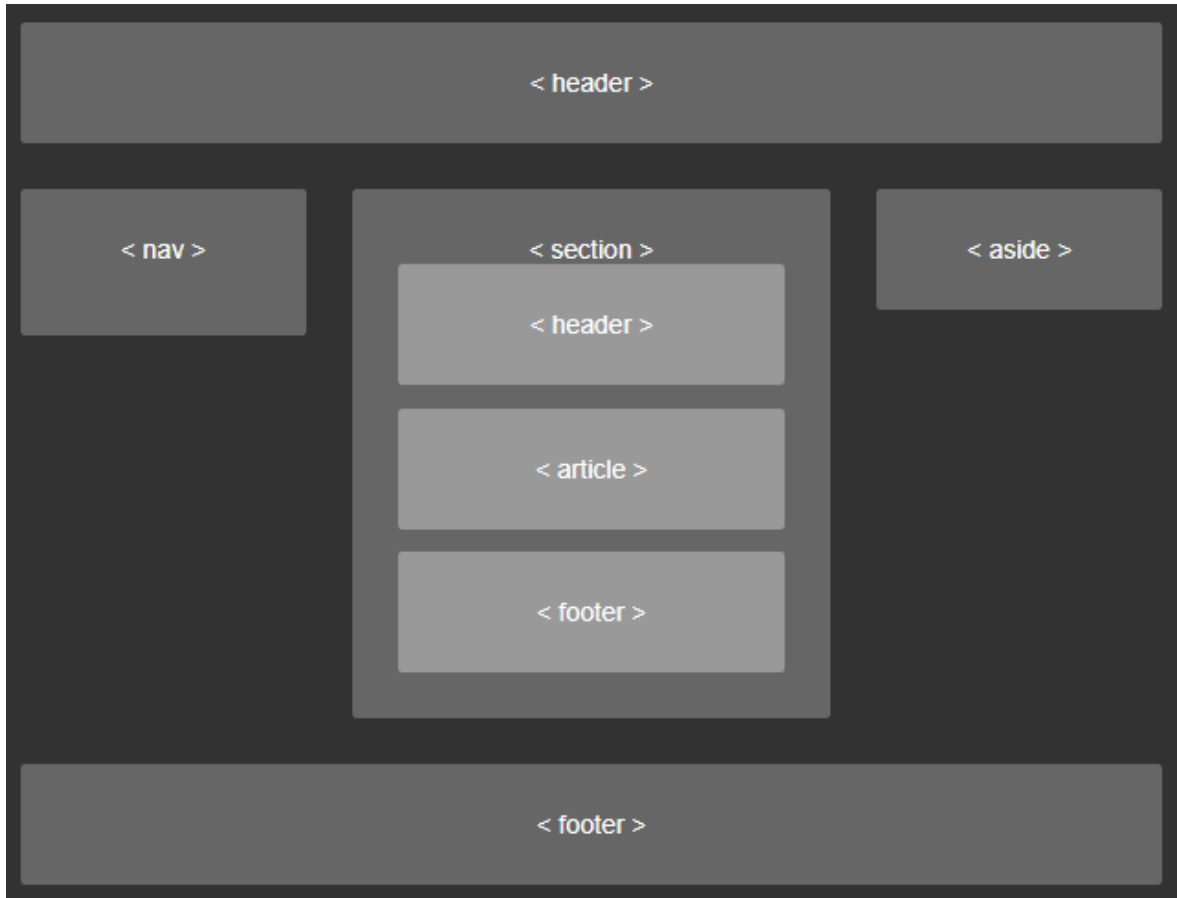 < header >
< nav >
< section >
< aside >
< header >
< article >
< footer >
< footer >